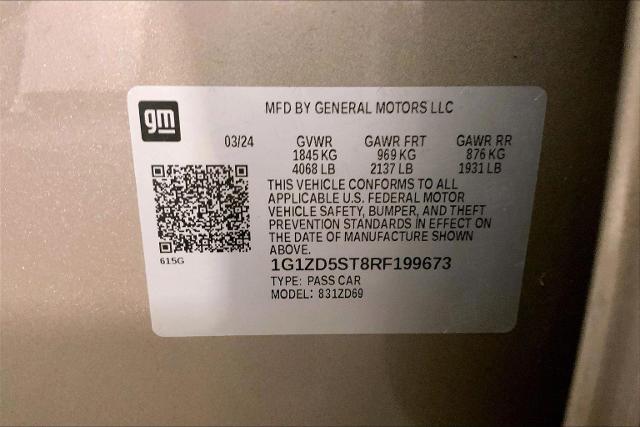 gm
MFD BY GENERAL MOTORS LLC
03/24 GVWR GAWR FRT GAWR RR
1845 KG 969 KG 876 KG
4068 LB 2137 LB 1931 LB
THIS VEHICLE CONFORMS TO ALL
APPLICABLE U.S. FEDERAL MOTOR
VEHICLE SAFETY, BUMPER, AND THEFT
PREVENTION STANDARDS IN EFFECT ON
THE DATE OF MANUFACTURE SHOWN
ABOVE.
615G
1G1ZD5ST8RF199673
TYPE: PASS CAR
MODEL: 831ZD69